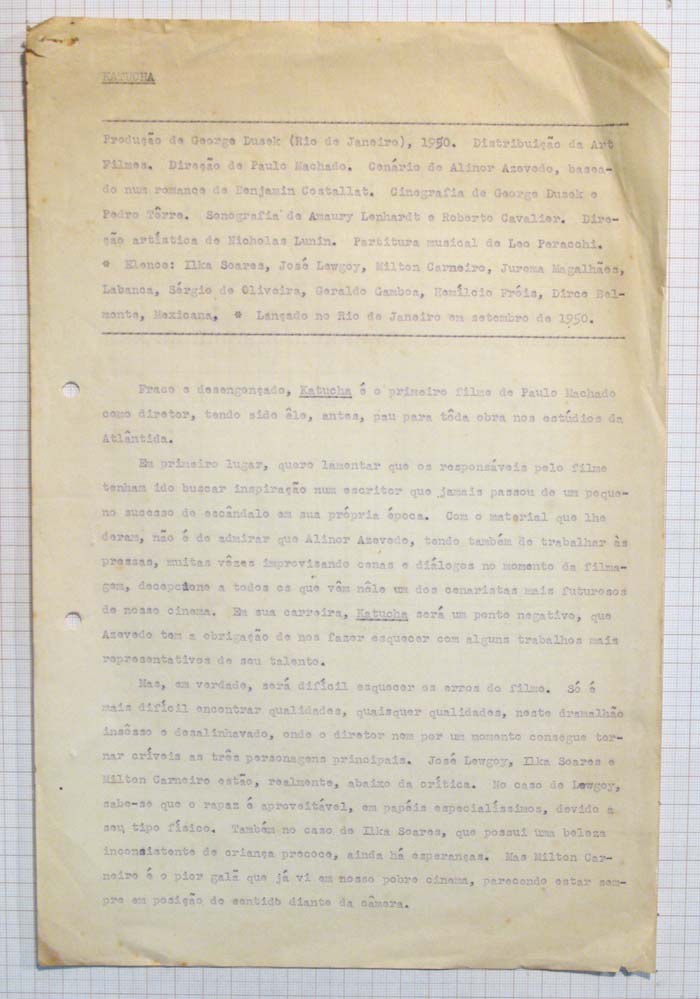 KATUCHA
Produção de George Dusek (Rio de Janeiro), 1950. Distribuição da Art
Filmes. Direção de Paulo Machado. Cenário de Alinor Azevedo, basea-
do num romance de Benjamin Costallat. Cinegrafia de George Dusek e
Pedro Tôrre. Sonografia de Amaury Lenhardt e Roberto Cavalier. Dire-
ção artística de Nicholas Lunin. Partitura musical de Leo Peracchi.
* Elenco: Ilka Soares, José Lewgoy, Milton Carneiro, Jurema Magalhães,
Labanca, Sérgio de Oliveira, Geraldo Gamboa, Hemílcio Fróis, Dirce Bel-
monte, Mexicana, * Lançado no Rio de Janeiro em setembro de 1950.
Fraco e desengonçado, Katucha é o primeiro filme de Paulo Machado
como diretor, tendo sido êle, antes, pau para tôda obra nos estúdios da
Atlântida.
Em primeiro lugar, quero lamentar que os responsáveis pelo filme
tenham ido buscar inspiração num escritor que jamais passou de um peque-
no sucesso de escândalo em sua própria época. Com o material que lhe
deram, não é de admirar que Alinor Azevedo, tendo também de trabalhar às
pressas, muitas vêzes improvisando cenas e diálogos no momento da filma-
gem, decepcione a todos os que vêm nêle um dos cenaristas mais futurosos
de nosso cinema. Em sua carreira, Katucha será um ponto negativo, que
Azevedo tem a obrigação de nos fazer esquecer com alguns trabalhos mais
representativos de seu talento.
Mas, em verdade, será difícil esquecer os erros do filme. Só é
mais difícil encontrar qualidades, quaisquer qualidades, neste dramalhão
insôsso e desalinhavado, onde o diretor nem por um momento consegue tor-
nar críveis as três personagens principais. José Lewgoy, Ilka Soares e
Milton Carneiro estão, realmente, abaixo da crítica. No caso de Lewgoy,
sabe-se que o rapaz é aproveitável, em papéis especialíssimos, devido a
seu tipo físico. Também no caso de Ilka Soares, que possui uma beleza
inconsistente de criança precoce, ainda há esperanças. Mas Milton Car-
neiro é o pior galã que já vi em nosso pobre cinema, parecendo estar sem-
pre em posição de sentido diante da câmera.